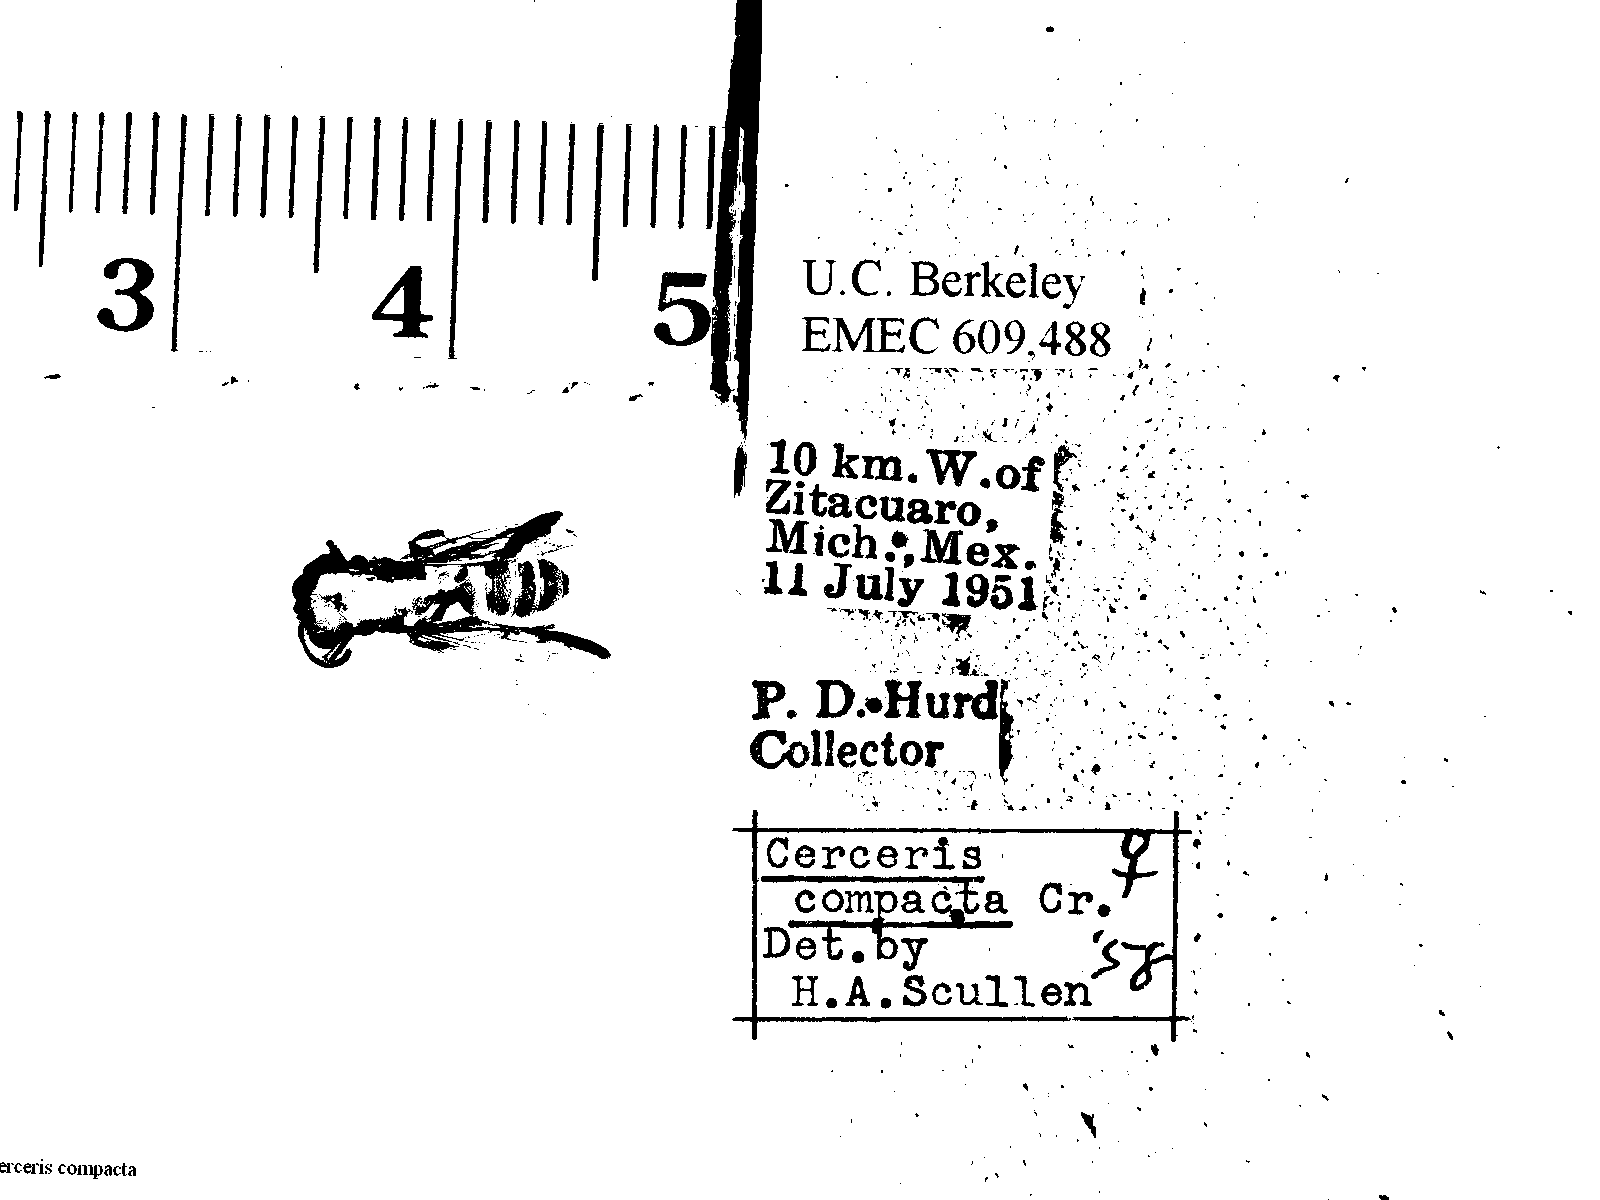 3 4 5
U.C. Berkeley
EMEC 609,488
10 km. W. of
Zitacuaro,
Mich., Mex.
11 July 1951
P. D. Hurd
Collector
Cerceris ♀
compacta Cr.
Det. by
H.A.Scullen
erceris compacta